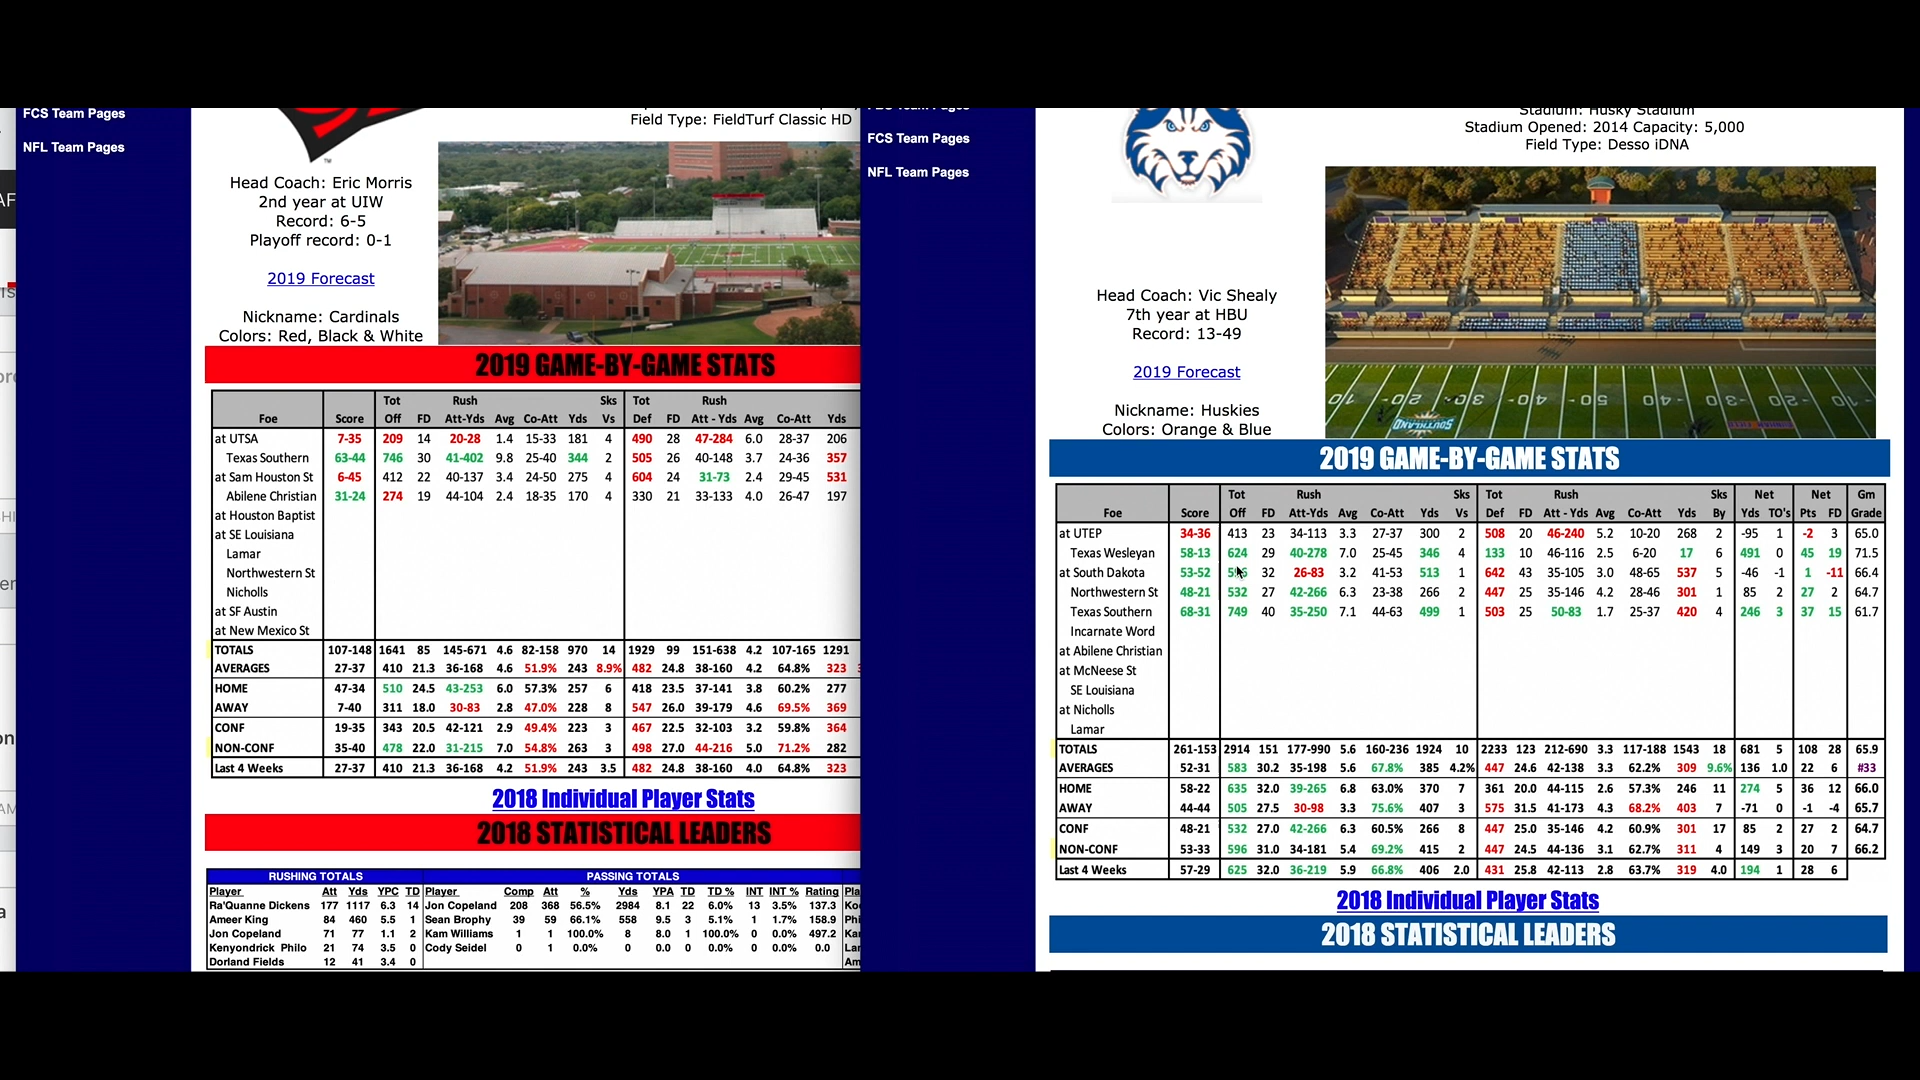 FCS Team Pages
NFL Team Pages
Field Type: FieldTurf Classic HD
TM
Head Coach: Eric Morris
2nd year at UIW
Record: 6-5
Playoff record: 0-1
2019 Forecast
Nickname: Cardinals
Colors: Red, Black & White
2019 GAME-BY-GAME STATS
Tot Rush Sks Tot Rush
Foe Score Off FD Att-Yds Avg Co-Att Yds Vs Def FD Att - Yds Avg Co-Att Yds
at UTSA 7-35 209 14 20-28 1.4 15-33 181 4 490 28 47-284 6.0 28-37 206
Texas Southern 63-44 746 30 41-402 9.8 25-40 344 2 505 26 40-148 3.7 24-36 357
at Sam Houston St 6-45 412 22 40-137 3.4 24-50 275 4 604 24 31-73 2.4 29-45 531
Abilene Christian 31-24 274 19 44-104 2.4 18-35 170 4 330 21 33-133 4.0 26-47 197
at Houston Baptist
at SE Louisiana
Lamar
Northwestern St
Nicholls
at SF Austin
at New Mexico St
TOTALS 107-148 1641 85 145-671 4.6 82-158 970 14 1929 99 151-638 4.2 107-165 1291
AVERAGES 27-37 410 21.3 36-168 4.6 51.9% 243 8.9% 482 24.8 38-160 4.2 64.8% 323
HOME 47-34 510 24.5 43-253 6.0 57.3% 257 6 418 23.5 37-141 3.8 60.2% 277
AWAY 7-40 311 18.0 30-83 2.8 47.0% 228 8 547 26.0 39-179 4.6 69.5% 369
CONF 19-35 343 20.5 42-121 2.9 49.4% 223 3 467 22.5 32-103 3.2 59.8% 364
NON-CONF 35-40 478 22.0 31-215 7.0 54.8% 263 3 498 27.0 44-216 5.0 71.2% 282
Last 4 Weeks 27-37 410 21.3 36-168 4.2 51.9% 243 3.5 482 24.8 38-160 4.0 64.8% 323
2018 Individual Player Stats
2018 STATISTICAL LEADERS
RUSHING TOTALS PASSING TOTALS
Player Att Yds YPC TD Player Comp Att % Yds YPA TD TD % INT INT % Rating Pla
Ra'Quanne Dickens 177 1117 6.3 14 Jon Copeland 208 368 56.5% 2984 8.1 22 6.0% 13 3.5% 137.3 Ko
Ameer King 84 460 5.5 1 Sean Brophy 39 59 66.1% 558 9.5 3 5.1% 1 1.7% 158.9 Phi
Jon Copeland 71 77 1.1 2 Kam Williams 1 1 100.0% 8 8.0 1 100.0% 0 0.0% 497.2 Kar
Kenyondrick Philo 21 74 3.5 0 Cody Seidel 0 1 0.0% 0 0.0 0 0.0% 0 0.0% 0.0 Lar
Dorland Fields 12 41 3.4 0 Am
FCS Team Pages
NFL Team Pages
Stadium: Husky Stadium
Stadium Opened: 2014 Capacity: 5,000
Field Type: Desso iDNA
Head Coach: Vic Shealy
7th year at HBU
Record: 13-49
2019 Forecast
Nickname: Huskies
Colors: Orange & Blue
SOUTHLAND
2019 GAME-BY-GAME STATS
Tot Rush Sks Tot Rush Sks Net Net Gm
Foe Score Off FD Att-Yds Avg Co-Att Yds Vs Def FD Att - Yds Avg Co-Att Yds By Yds TO's Pts FD Grade
at UTEP 34-36 413 23 34-113 3.3 27-37 300 2 508 20 46-240 5.2 10-20 268 2 -95 1 -2 3 65.0
Texas Wesleyan 58-13 624 29 40-278 7.0 25-45 346 4 133 10 46-116 2.5 6-20 17 6 491 0 45 19 71.5
at South Dakota 53-52 32 26-83 3.2 41-53 513 1 642 43 35-105 3.0 48-65 537 5 -46 -1 1 -11 66.4
Northwestern St 48-21 532 27 42-266 6.3 23-38 266 2 447 25 35-146 4.2 28-46 301 1 85 2 27 2 64.7
Texas Southern 68-31 749 40 35-250 7.1 44-63 499 1 503 25 50-83 1.7 25-37 420 4 246 3 37 15 61.7
Incarnate Word
at Abilene Christian
at McNeese St
SE Louisiana
at Nicholls
Lamar
TOTALS 261-153 2914 151 177-990 5.6 160-236 1924 10 2233 123 212-690 3.3 117-188 1543 18 681 5 108 28 65.9
AVERAGES 52-31 583 30.2 35-198 5.6 67.8% 385 4.2% 447 24.6 42-138 3.3 62.2% 309 9.6% 136 1.0 22 6 #33
HOME 58-22 635 32.0 39-265 6.8 63.0% 370 7 361 20.0 44-115 2.6 57.3% 246 11 274 5 36 12 66.0
AWAY 44-44 505 27.5 30-98 3.3 75.6% 407 3 575 31.5 41-173 4.3 68.2% 403 7 -71 0 -1 -4 65.7
CONF 48-21 532 27.0 42-266 6.3 60.5% 266 8 447 25.0 35-146 4.2 60.9% 301 17 85 2 27 2 64.7
NON-CONF 53-33 596 31.0 34-181 5.4 69.2% 415 2 447 24.5 44-136 3.1 62.7% 311 4 149 3 20 7 66.2
Last 4 Weeks 57-29 625 32.0 36-219 5.9 66.8% 406 2.0 431 25.8 42-113 2.8 63.7% 319 4.0 194 1 28 6
2018 Individual Player Stats
2018 STATISTICAL LEADERS